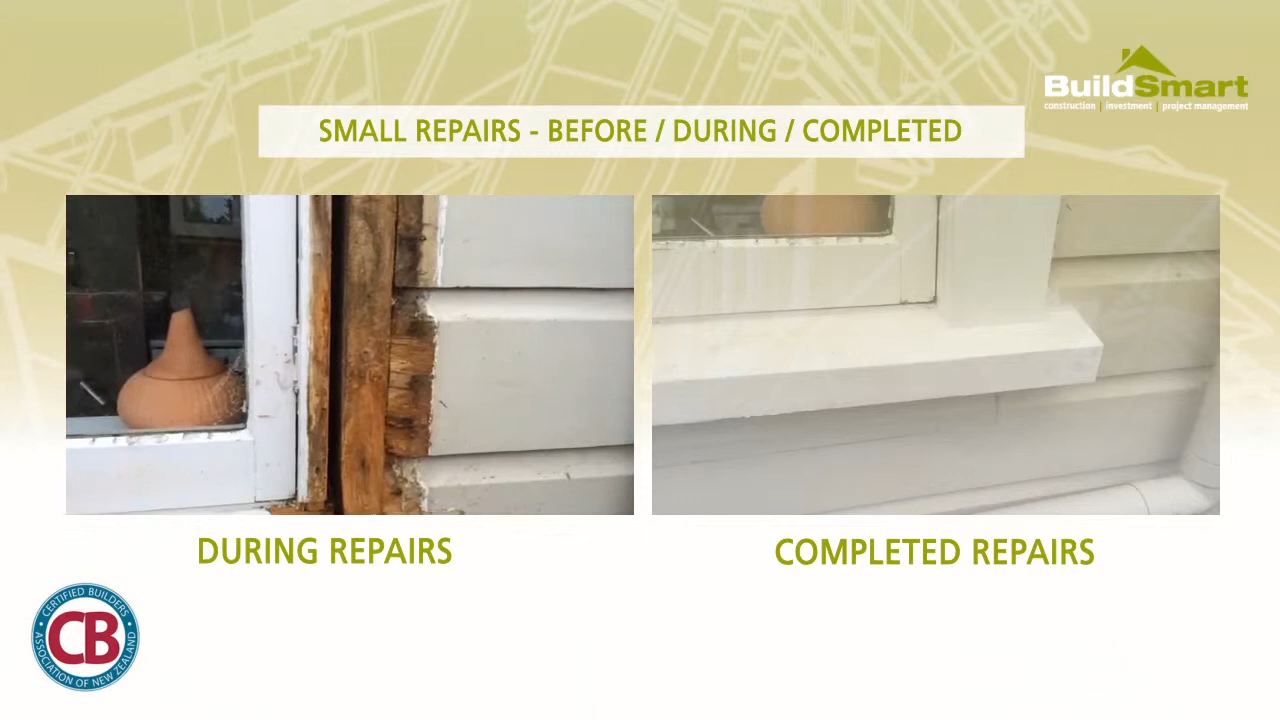 BuildSmart
construction | investment | project management
SMALL REPAIRS - BEFORE / DURING / COMPLETED
DURING REPAIRS
COMPLETED REPAIRS
CERTIFIED BUILDERS
CB
ASSOCIATION OF NEW ZEALAND